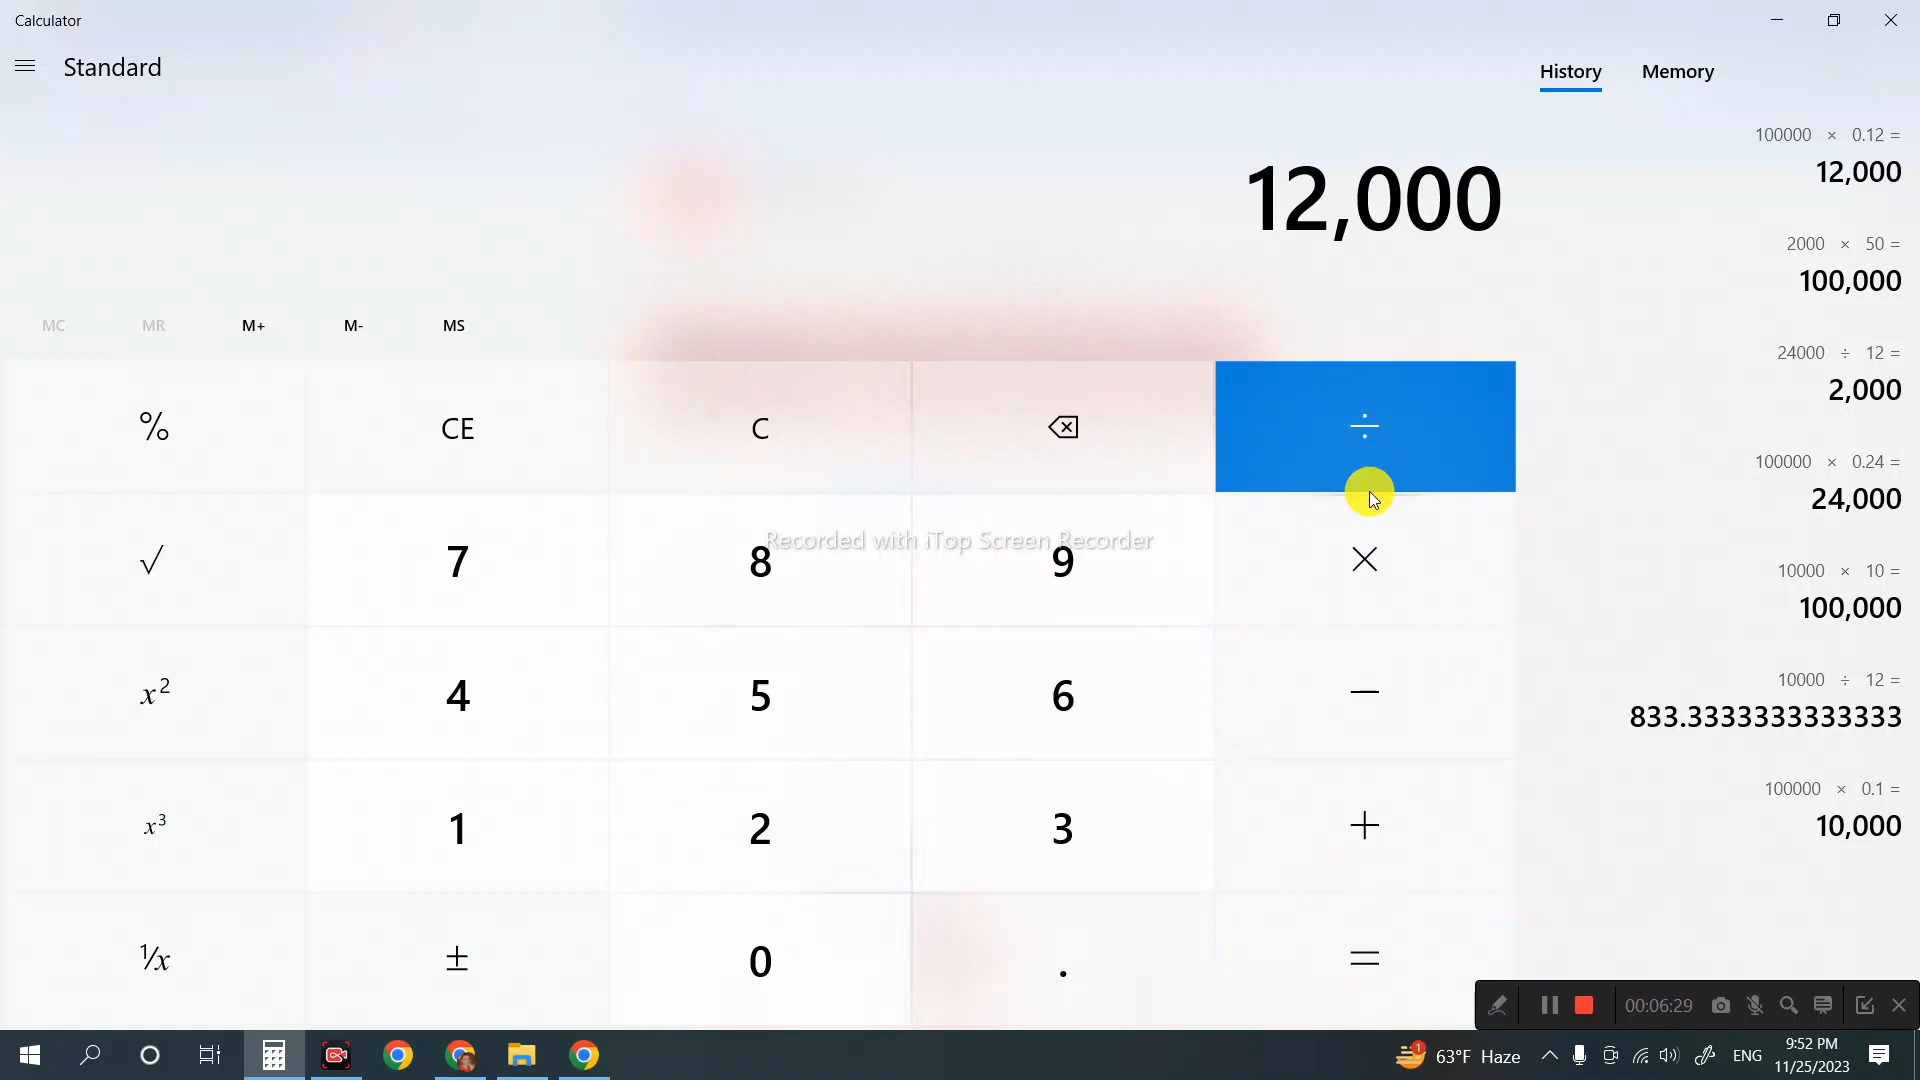 Calculator
Standard
History
Memory
12,000
100000 × 0.12 =
12,000
2000 × 50 =
100,000
24000 ÷ 12 =
2,000
100000 × 0.24 =
24,000
10000 × 10 =
100,000
10000 ÷ 12 =
833.3333333333333
100000 × 0.1 =
10,000
MC MR M+ M- MS
% CE C ÷
√ 7 8 9 ×
Recorded with iTop Screen Recorder
x² 4 5 6 −
x³ 1 2 3 +
¹/x ± 0 . =
00:06:29
1
63°F Haze
ENG
9:52 PM
11/25/2023